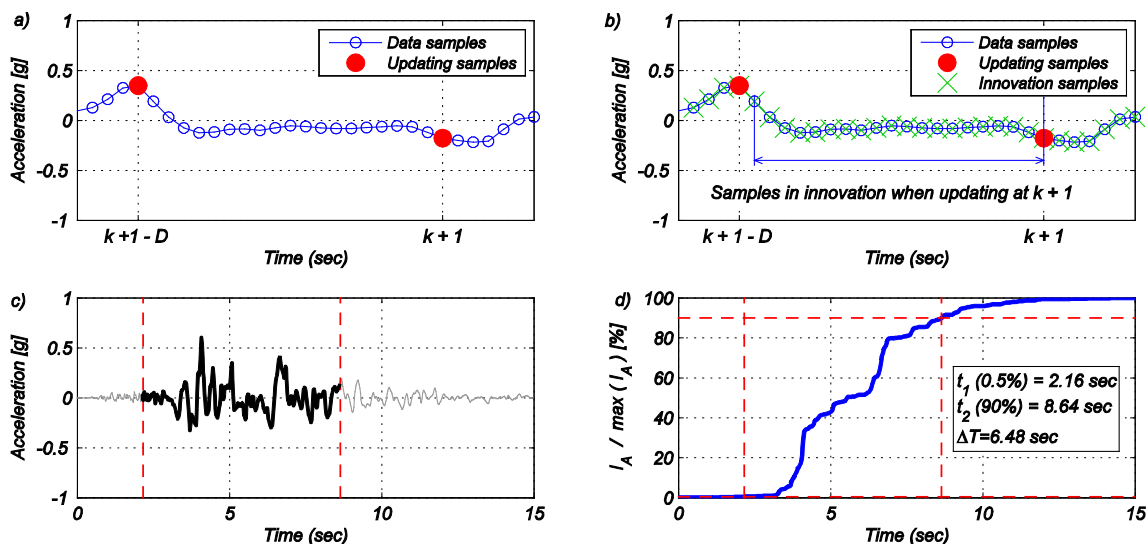 a)
Acceleration [g]
1
0.5
0
-0.5
-1
Data samples
Updating samples
k +1 - D
k + 1
Time (sec)
b)
Acceleration [g]
1
0.5
0
-0.5
-1
Data samples
Updating samples
Innovation samples
Samples in innovation when updating at k + 1
k + 1 - D
k + 1
Time (sec)
c)
Acceleration [g]
1
0.5
0
-0.5
-1
0 5 10 15
Time (sec)
d)
I_A / max ( I_A ) [%]
100
80
60
40
20
0
t_1 (0.5%) = 2.16 sec
t_2 (90%) = 8.64 sec
ΔT=6.48 sec
0 5 10 15
Time (sec)